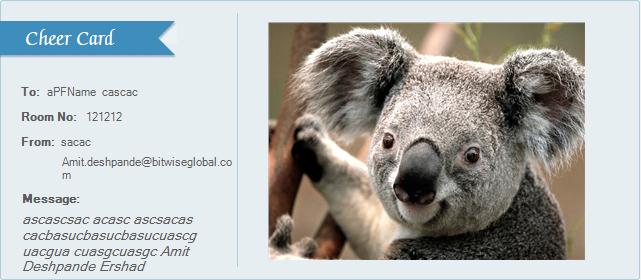 Cheer Card
To: aPFName cascac
Room No: 121212
From: sacac
Amit.deshpande@bitwiseglobal.co
m
Message:
ascascsac acasc ascsacas
cacbasucbasucbasucuascg
uacgua cuasgcuasgc Amit
Deshpande Ershad